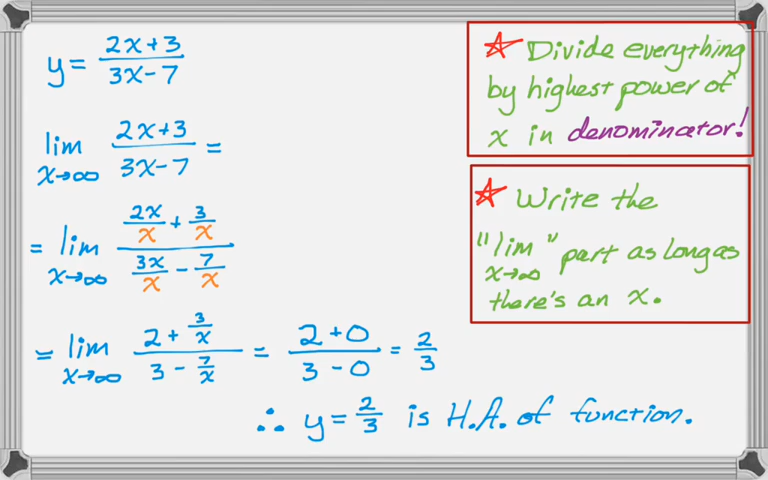 y = (2x+3)/(3x-7)
lim x→∞ (2x+3)/(3x-7) =
= lim x→∞ (2x/x + 3/x)/(3x/x - 7/x)
= lim x→∞ (2 + 3/x)/(3 - 7/x) = (2+0)/(3-0) = 2/3
∴ y = 2/3 is H.A. of function.
☆ Divide everything
by highest power of
x in denominator!
☆ Write the
"lim x→∞" part as long as
there's an x.